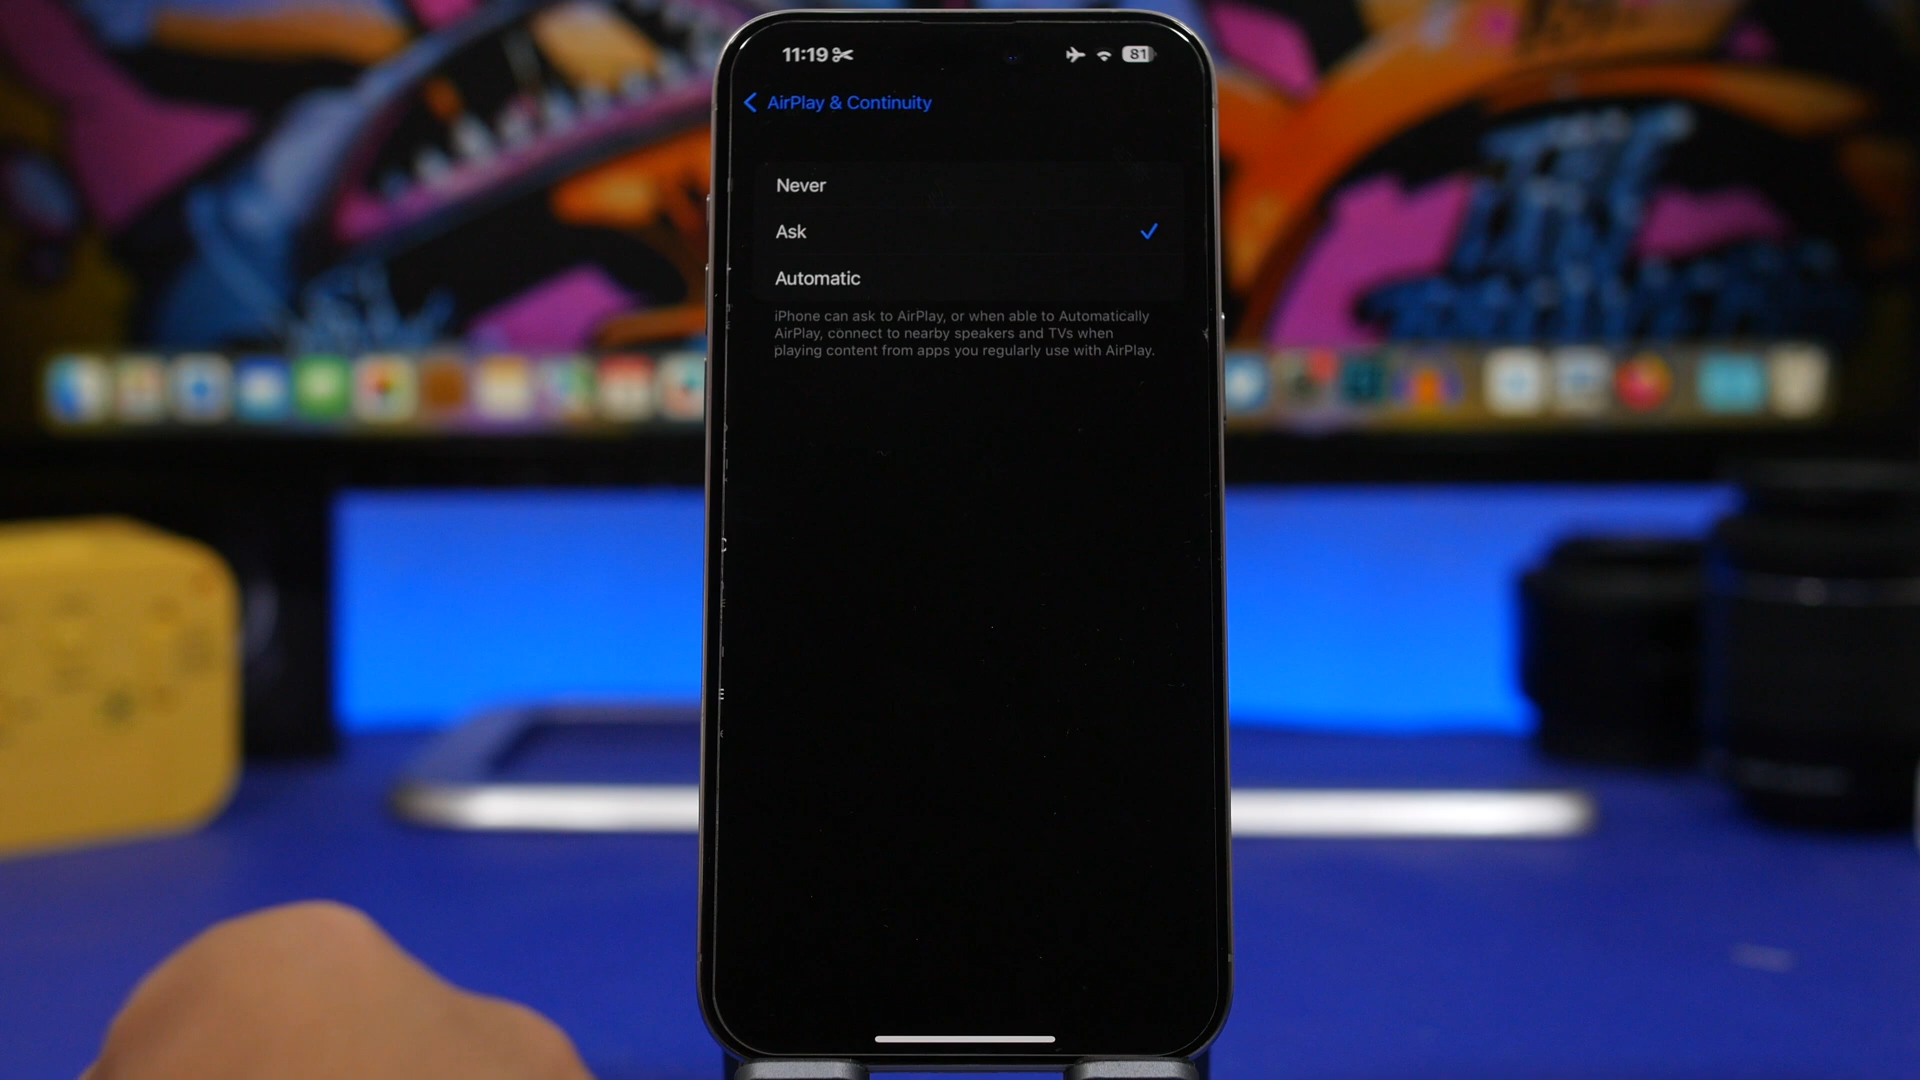 11:19
81
AirPlay & Continuity
Never
Ask
Automatic
iPhone can ask to AirPlay, or when able to Automatically
AirPlay, connect to nearby speakers and TVs when
playing content from apps you regularly use with AirPlay.